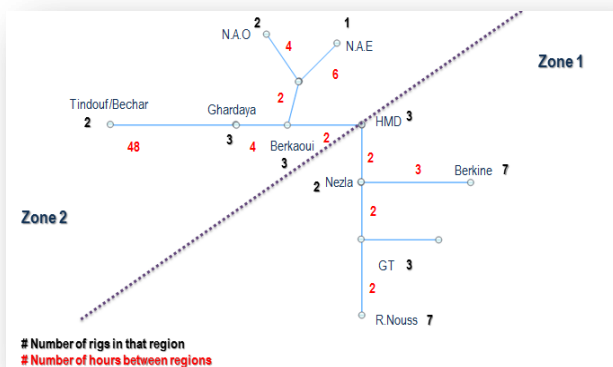 2
1
N.A.O
4
N.A.E
6
Zone 1
2
Tindouf/Bechar
Ghardaya
HMD 3
2
48
3
4
Berkaoui
2
3
2
3
Berkine 7
2 Nezla
2
Zone 2
GT 3
2
R.Nouss 7
# Number of rigs in that region
# Number of hours between regions